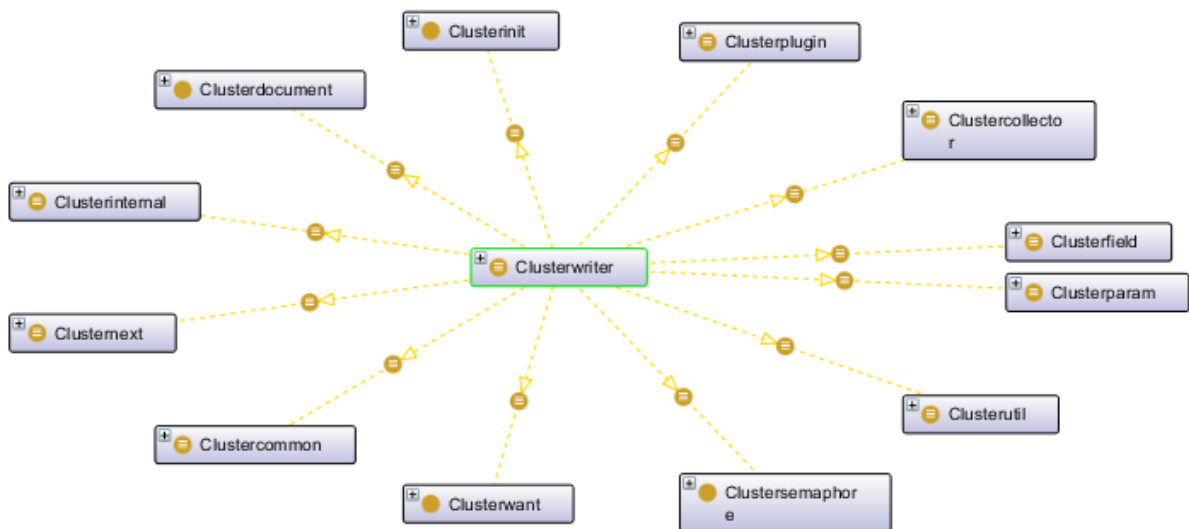 Clusterinit
Clusterplugin
Clusterdocument
Clustercollecto
r
Clusterinternal
Clusterfield
Clusterwriter
Clusterparam
Clusternext
Clusterutil
Clustercommon
Clusterwant
Clustersemaphor
e